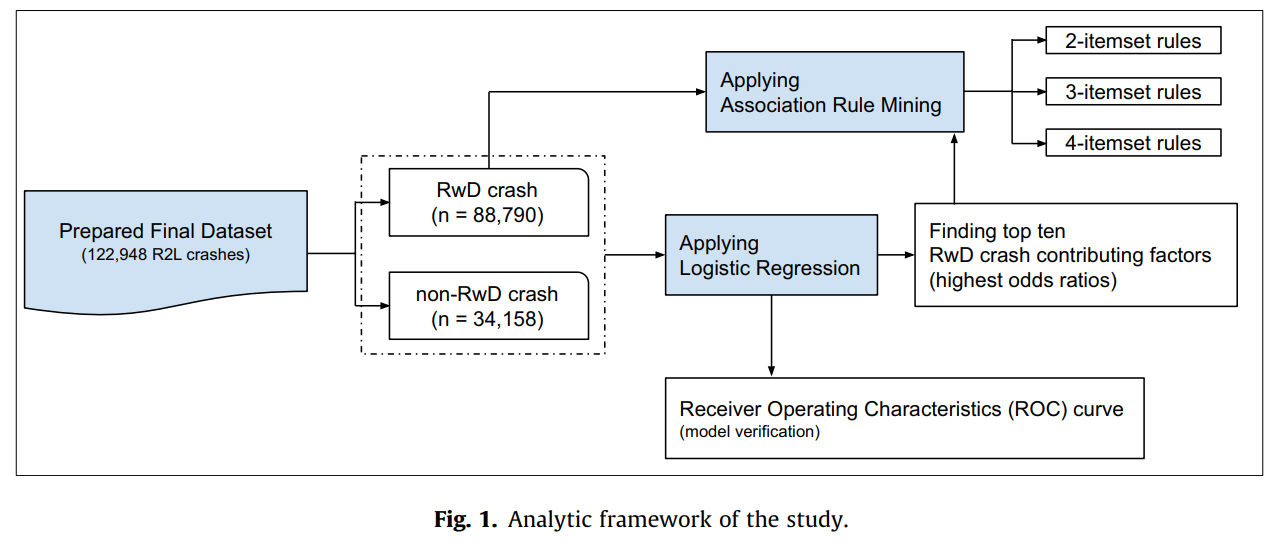 Prepared Final Dataset
(122,948 R2L crashes)
RwD crash
(n = 88,790)
non-RwD crash
(n = 34,158)
Applying
Association Rule Mining
2-itemset rules
3-itemset rules
4-itemset rules
Applying
Logistic Regression
Finding top ten
RwD crash contributing factors
(highest odds ratios)
Receiver Operating Characteristics (ROC) curve
(model verification)
Fig. 1. Analytic framework of the study.